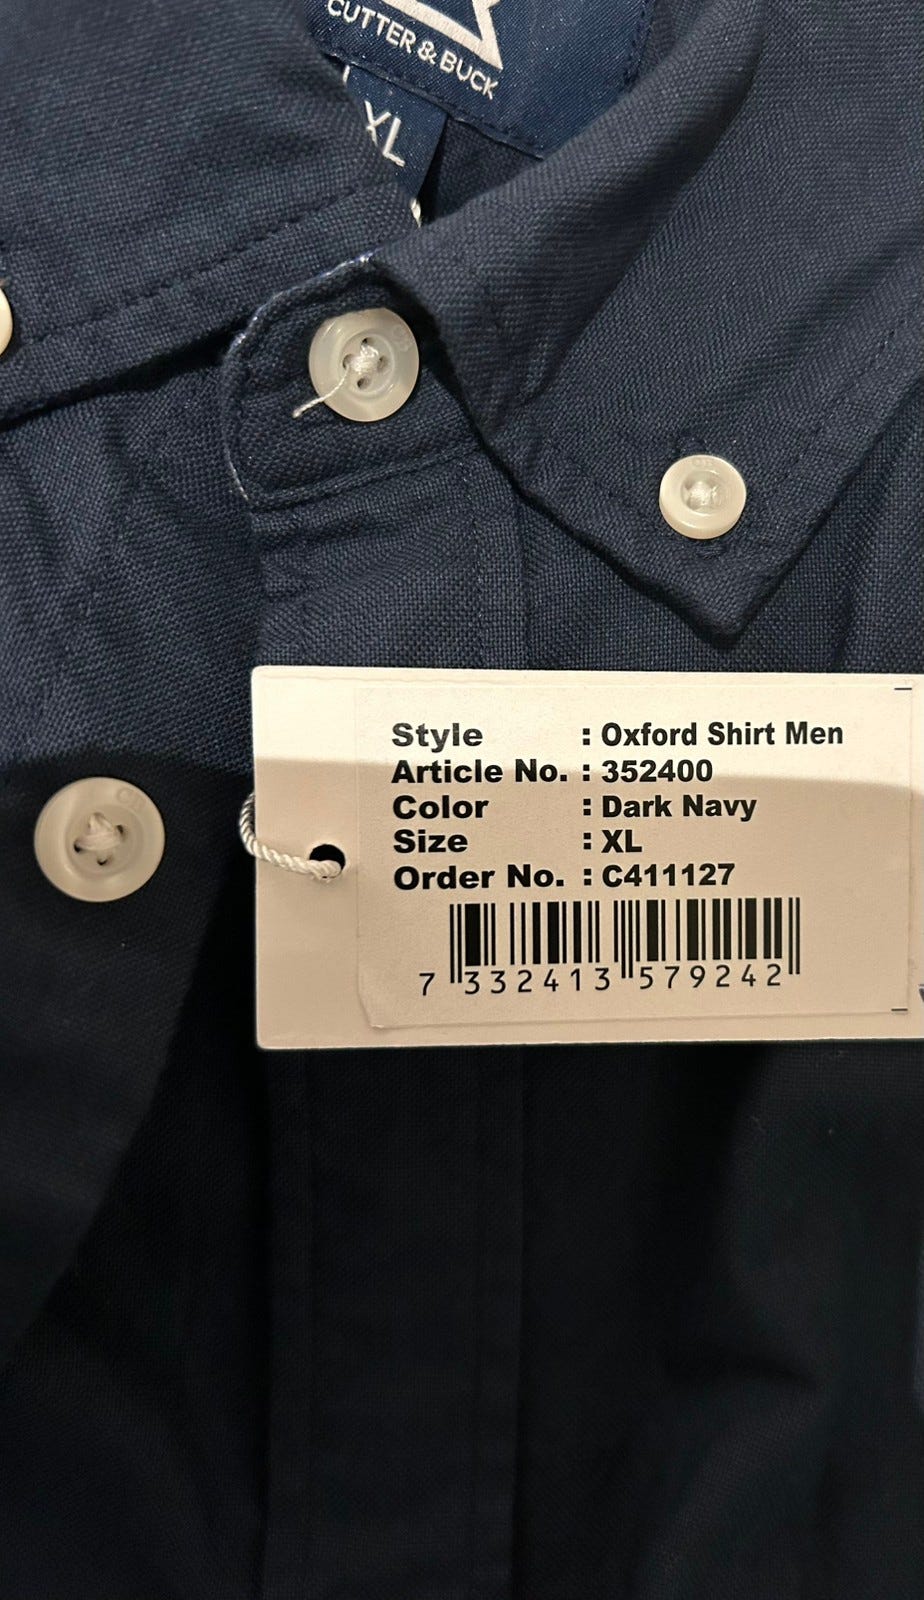 CUTTER & BUCK
XL
Style : Oxford Shirt Men
Article No. : 352400
Color : Dark Navy
Size : XL
Order No. : C411127
7 332413 579242